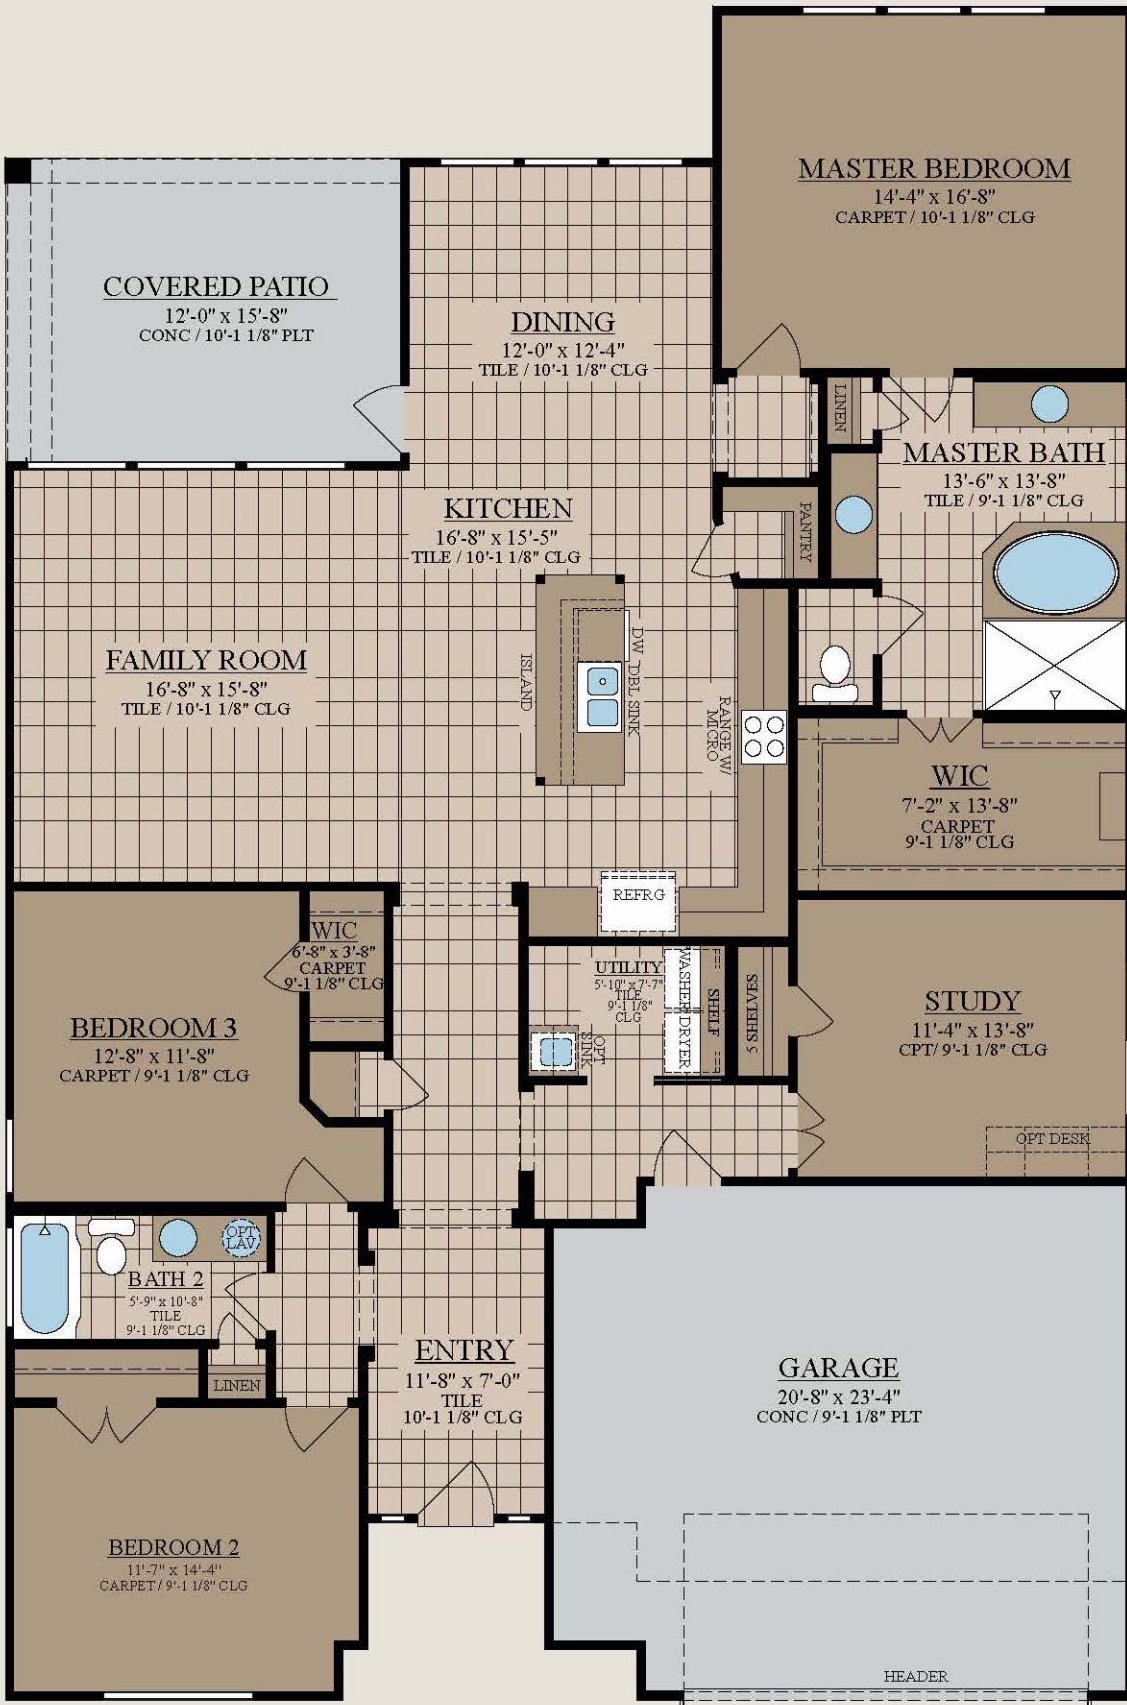 MASTER BEDROOM
14'-4" x 16'-8"
CARPET / 10'-1 1/8" CLG
COVERED PATIO
12'-0" x 15'-8"
CONC / 10'-1 1/8" PLT
DINING
12'-0" x 12'-4"
TILE / 10'-1 1/8" CLG
LINEN
MASTER BATH
13'-6" x 13'-8"
TILE / 9'-1 1/8" CLG
KITCHEN
16'-8" x 15'-5"
TILE / 10'-1 1/8" CLG
PANTRY
FAMILY ROOM
16'-8" x 15'-8"
TILE / 10'-1 1/8" CLG
ISLAND
DW
DBL SINK
RANGE W/
MICRO
WIC
7'-2" x 13'-8"
CARPET
9'-1 1/8" CLG
REFRG
WIC
6'-8" x 3'-8"
CARPET
9'-1 1/8" CLG
UTILITY
5'-10" x 7'-7"
TILE
9'-1 1/8"
CLG
WASHER
DRYER
SHELF
5 SHELVES
OPT
SINK
STUDY
11'-4" x 13'-8"
CPT/ 9'-1 1/8" CLG
OPT DESK
BEDROOM 3
12'-8" x 11'-8"
CARPET / 9'-1 1/8" CLG
OPT
LAV
BATH 2
5'-9" x 10'-8"
TILE
9'-1 1/8" CLG
LINEN
ENTRY
11'-8" x 7'-0"
TILE
10'-1 1/8" CLG
GARAGE
20'-8" x 23'-4"
CONC / 9'-1 1/8" PLT
BEDROOM 2
11'-7" x 14'-4"
CARPET / 9'-1 1/8" CLG
HEADER